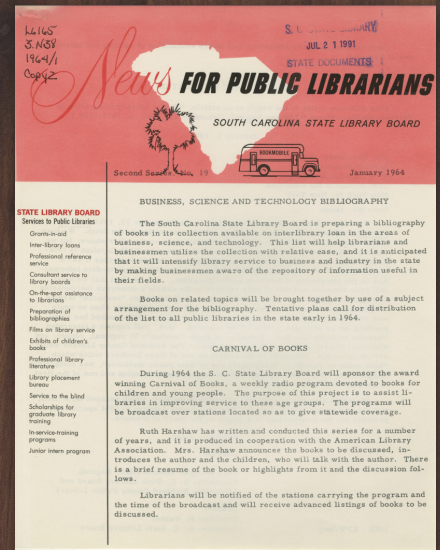 L6165
3.N38
1964/1
Copy 2
S. C. STATE LIBRARY
JUL 21 1991
STATE DOCUMENTS
News FOR PUBLIC LIBRARIANS
SOUTH CAROLINA STATE LIBRARY BOARD
BOOKMOBILE
Second Series, No. 19
January 1964
STATE LIBRARY BOARD
Services to Public Libraries
Grants-in-aid
Inter-library loans
Professional reference
service
Consultant service to
library boards
On-the-spot assistance
to librarians
Preparation of
bibliographies
Films on library service
Exhibits of children's
books
Professional library
literature
Library placement
bureau
Service to the blind
Scholarships for
graduate library
training
In-service-training
programs
Junior intern program
BUSINESS, SCIENCE AND TECHNOLOGY BIBLIOGRAPHY
The South Carolina State Library Board is preparing a bibliography
of books in its collection available on interlibrary loan in the areas of
business, science, and technology. This list will help librarians and
businessmen utilize the collection with relative ease, and it is anticipated
that it will intensify library service to business and industry in the state
by making businessmen aware of the repository of information useful in
their fields.
Books on related topics will be brought together by use of a subject
arrangement for the bibliography. Tentative plans call for distribution
of the list to all public libraries in the state early in 1964.
CARNIVAL OF BOOKS
During 1964 the S. C. State Library Board will sponsor the award
winning Carnival of Books, a weekly radio program devoted to books for
children and young people. The purpose of this project is to assist li-
braries in improving service to these age groups. The programs will
be broadcast over stations located so as to give statewide coverage.
Ruth Harshaw has written and conducted this series for a number
of years, and it is produced in cooperation with the American Library
Association. Mrs. Harshaw announces the books to be discussed, in-
troduces the author and the children, who will talk with the author. There
is a brief resume of the book or highlights from it and the discussion fol-
lows.
Librarians will be notified of the stations carrying the program and
the time of the broadcast and will receive advanced listings of books to be
discussed.